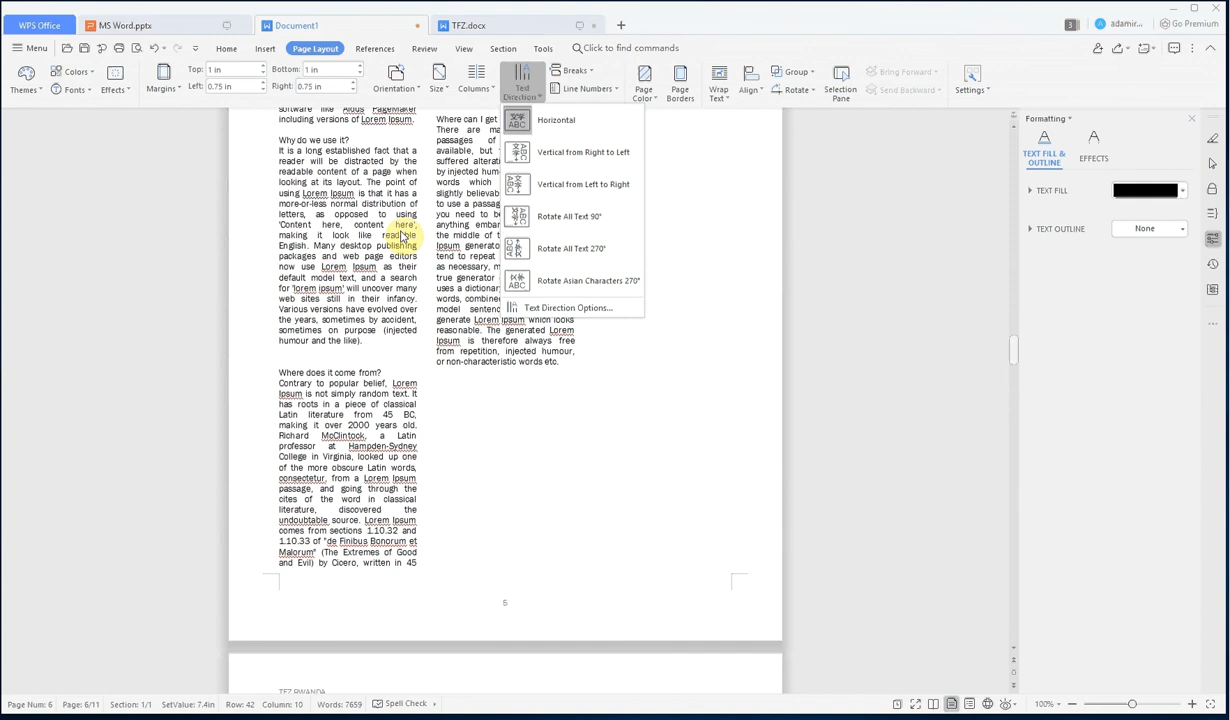 WPS Office
MS Word.pptx
Document1
TFZ.docx
3
adamir...
Go Premium
Menu
Home
Insert
Page Layout
References
Review
View
Section
Tools
Click to find commands
Themes
Colors
Fonts
Effects
Margins
Top: 1 in
Bottom: 1 in
Left: 0.75 in
Right: 0.75 in
Orientation
Size
Columns
Text Direction
Breaks
Line Numbers
Page Color
Page Borders
Wrap Text
Align
Group
Rotate
Selection Pane
Bring Forward
Send Backward
Settings
Horizontal
Vertical from Right to Left
Vertical from Left to Right
Rotate All Text 90°
Rotate All Text 270°
Rotate Asian Characters 270°
Text Direction Options...
software like Aldus PageMaker
including versions of Lorem Ipsum.
Why do we use it?
It is a long established fact that a
reader will be distracted by the
readable content of a page when
looking at its layout. The point of
using Lorem Ipsum is that it has a
more-or-less normal distribution of
letters, as opposed to using
'Content here, content here',
making it look like readable
English. Many desktop publishing
packages and web page editors
now use Lorem Ipsum as their
default model text, and a search
for 'lorem ipsum' will uncover many
web sites still in their infancy.
Various versions have evolved over
the years, sometimes by accident,
sometimes on purpose (injected
humour and the like).
Where does it come from?
Contrary to popular belief, Lorem
Ipsum is not simply random text. It
has roots in a piece of classical
Latin literature from 45 BC,
making it over 2000 years old.
Richard McClintock, a Latin
professor at Hampden-Sydney
College in Virginia, looked up one
of the more obscure Latin words,
consectetur, from a Lorem Ipsum
passage, and going through the
cites of the word in classical
literature, discovered the
undoubtable source. Lorem Ipsum
comes from sections 1.10.32 and
1.10.33 of "de Finibus Bonorum et
Malorum" (The Extremes of Good
and Evil) by Cicero, written in 45
Where can I get
There are
passages of
available, but
suffered
by injected
words which
slightly
to use a
you need to
anything
the middle of
Ipsum
tend to repeat
as necessary,
true generator
uses a
words,
model
generate Lorem Ipsum which looks
reasonable. The generated Lorem
Ipsum is therefore always free
from repetition, injected humour,
or non-characteristic words etc.
5
TFZ RWANDA
Formatting
TEXT FILL & OUTLINE
EFFECTS
TEXT FILL
TEXT OUTLINE
None
Page Num: 6
Page: 6/11
Section: 1/1
SetValue: 7.4in
Row: 42
Column: 10
Words: 7659
Spell Check
100%